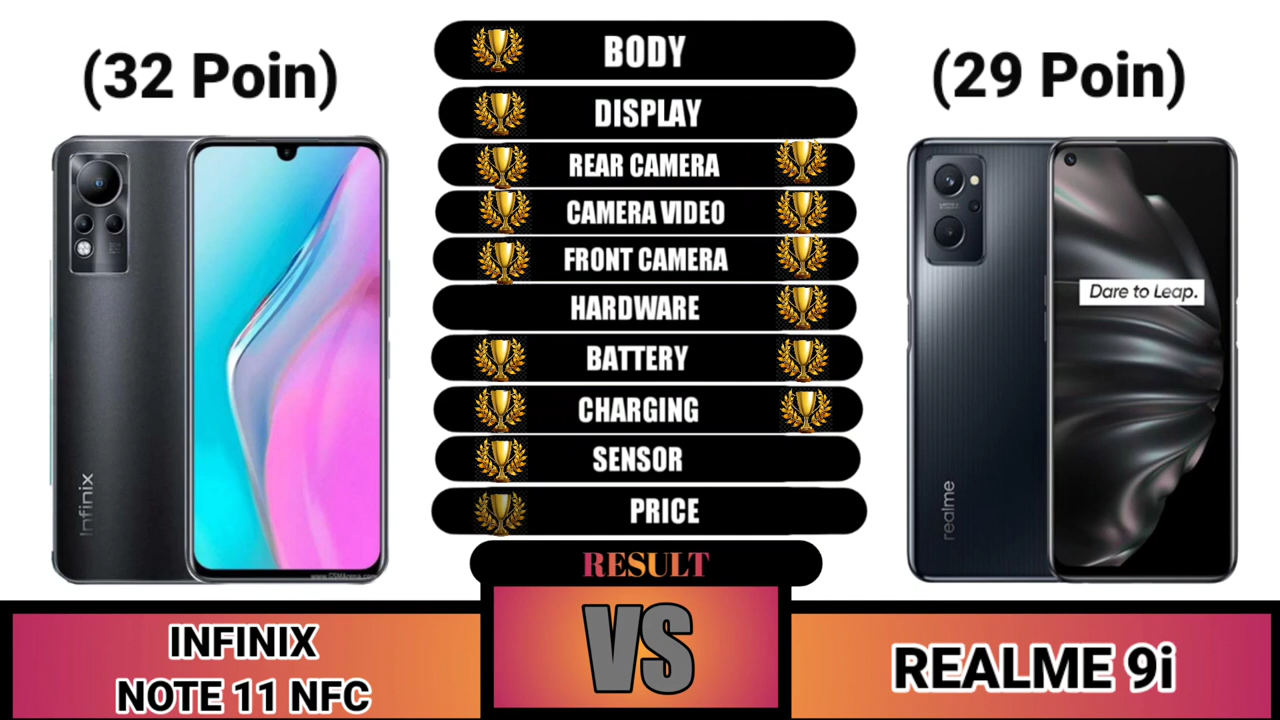 (32 Poin)
BODY
(29 Poin)
DISPLAY
REAR CAMERA
CAMERA VIDEO
FRONT CAMERA
HARDWARE
Dare to Leap.
BATTERY
CHARGING
SENSOR
PRICE
Infinix
realme
RESULT
VS
INFINIX
NOTE 11 NFC
REALME 9i